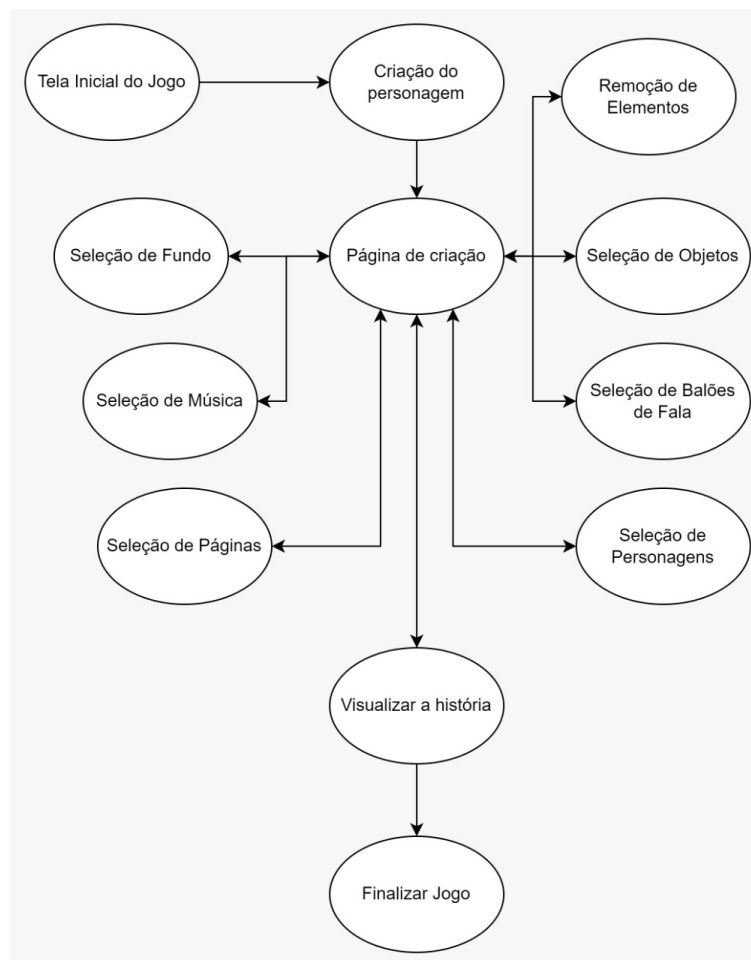 Tela Inicial do Jogo
Criação do
personagem
Remoção de
Elementos
Seleção de Fundo
Página de criação
Seleção de Objetos
Seleção de Música
Seleção de Balões
de Fala
Seleção de Páginas
Seleção de
Personagens
Visualizar a história
Finalizar Jogo